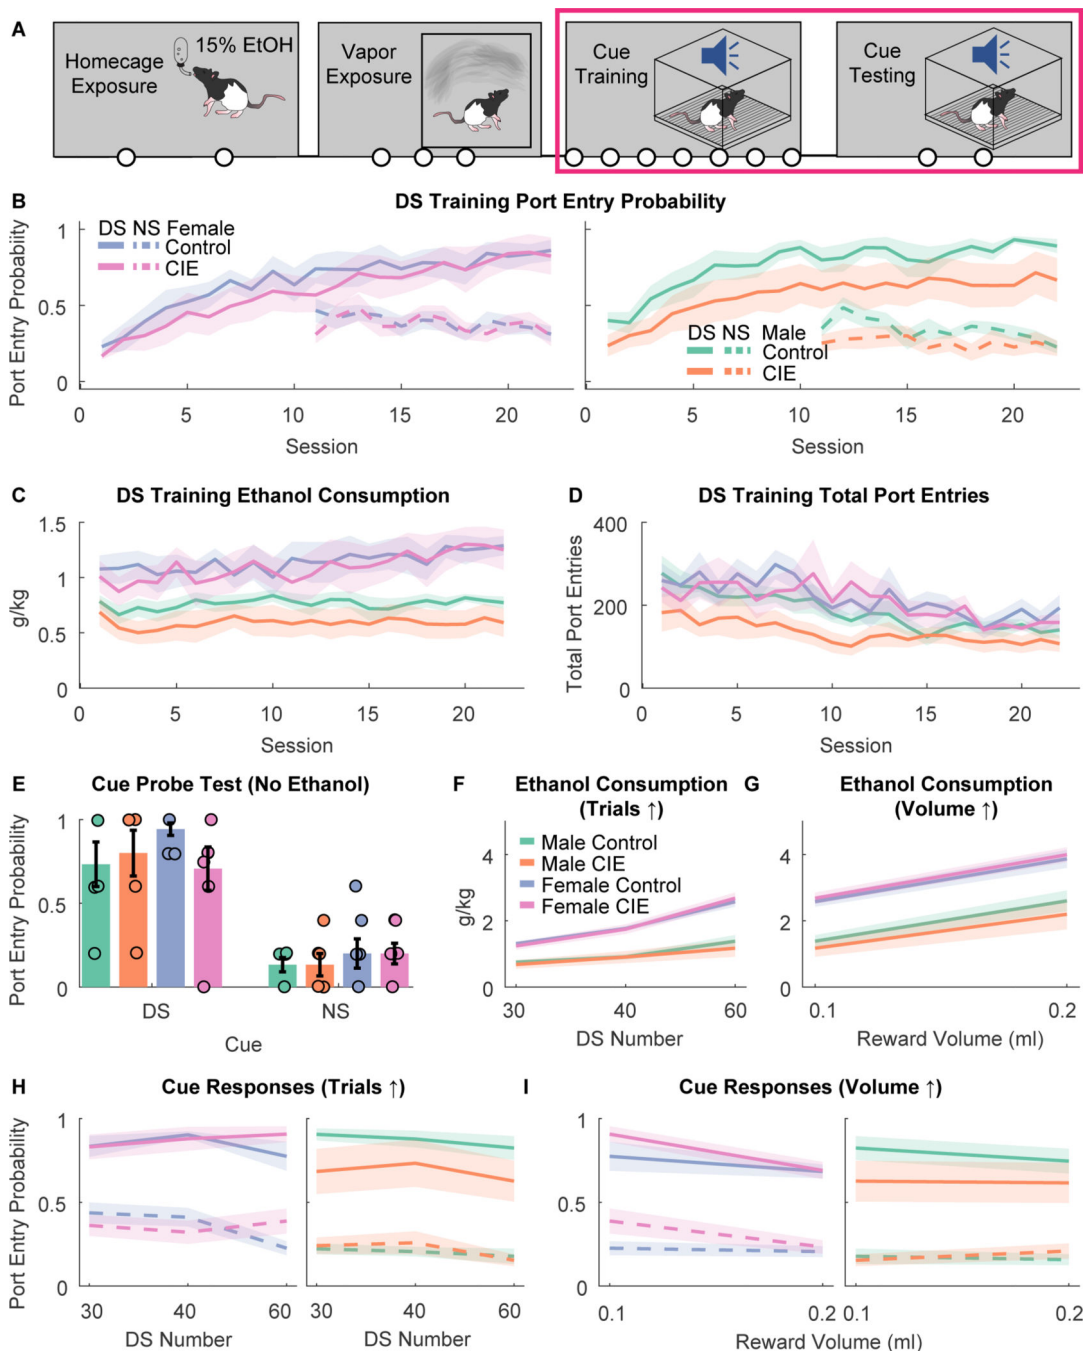 A
Homecage
Exposure
15% EtOH
Vapor
Exposure
Cue
Training
Cue
Testing
B
DS Training Port Entry Probability
Port Entry Probability
DS NS Female
Control
CIE
1
0.5
0
0 5 10 15 20
Session
DS NS Male
Control
CIE
0 5 10 15 20
Session
C
DS Training Ethanol Consumption
g/kg
1.5
1
0.5
0
0 5 10 15 20
Session
D
DS Training Total Port Entries
Total Port Entries
400
200
0
0 5 10 15 20
Session
E
Cue Probe Test (No Ethanol)
Port Entry Probability
1
0.5
0
DS NS
Cue
F
Ethanol Consumption
(Trials ↑)
g/kg
4
2
0
Male Control
Male CIE
Female Control
Female CIE
30 40 60
DS Number
G
Ethanol Consumption
(Volume ↑)
4
2
0
0.1 0.2
Reward Volume (ml)
H
Cue Responses (Trials ↑)
Port Entry Probability
1
0.5
0
30 40 60
DS Number
30 40 60
DS Number
I
Cue Responses (Volume ↑)
1
0.5
0
0.1 0.2
0.1 0.2
Reward Volume (ml)